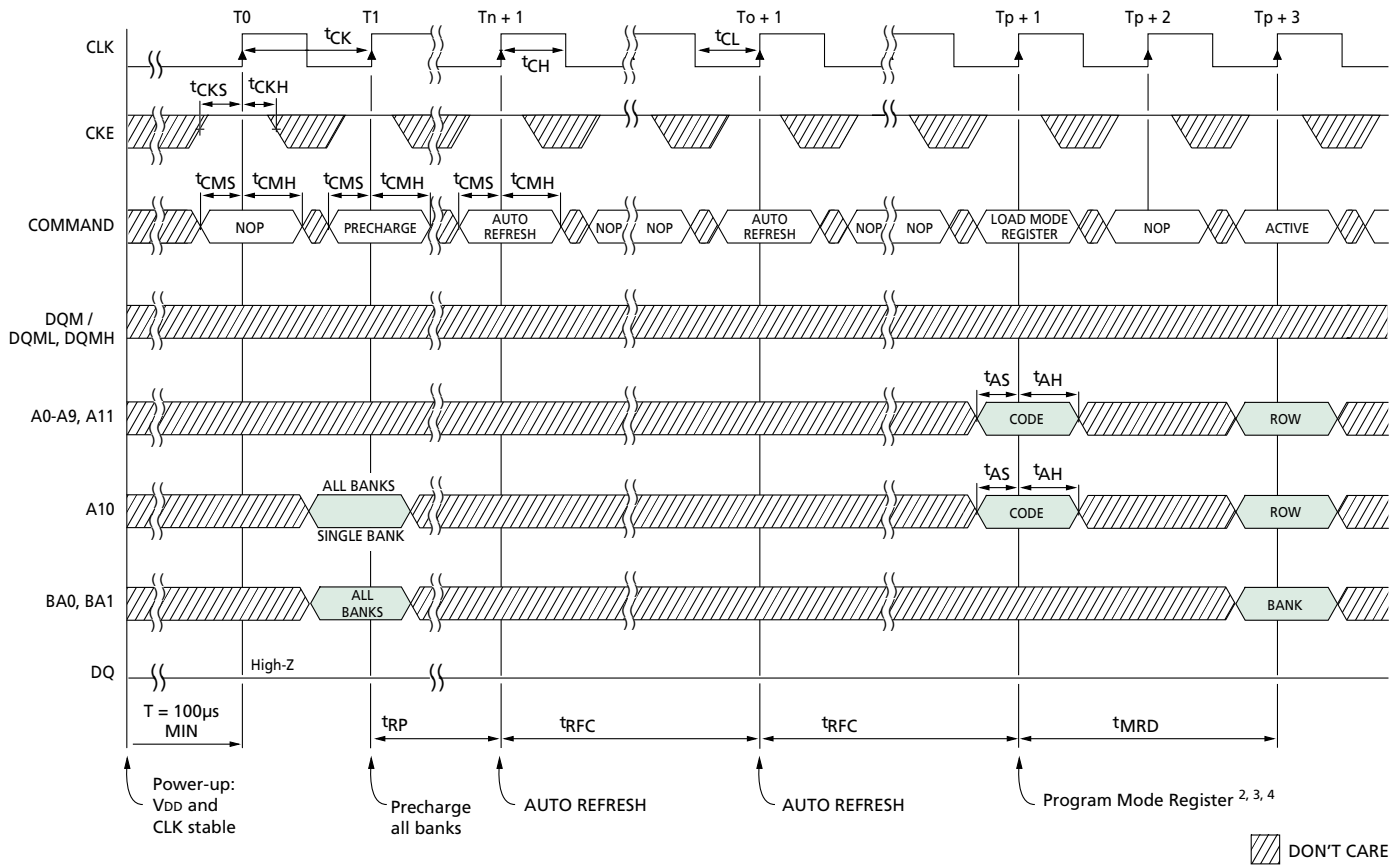 T0 T1 Tn + 1 To + 1 Tp + 1 Tp + 2 Tp + 3
CLK tCK tCH tCL
tCKS tCKH
CKE
tCMS tCMH tCMS tCMH tCMS tCMH
COMMAND NOP PRECHARGE AUTO REFRESH NOP NOP AUTO REFRESH NOP NOP LOAD MODE REGISTER NOP ACTIVE
DQM /
DQML, DQMH
tAS tAH
A0-A9, A11 CODE ROW
ALL BANKS tAS tAH
A10 CODE ROW
SINGLE BANK
BA0, BA1 ALL BANKS BANK
DQ High-Z
T = 100µs
MIN
tRP tRFC tRFC tMRD
Power-up:
VDD and
CLK stable
Precharge
all banks
AUTO REFRESH
AUTO REFRESH
Program Mode Register 2, 3, 4
DON'T CARE